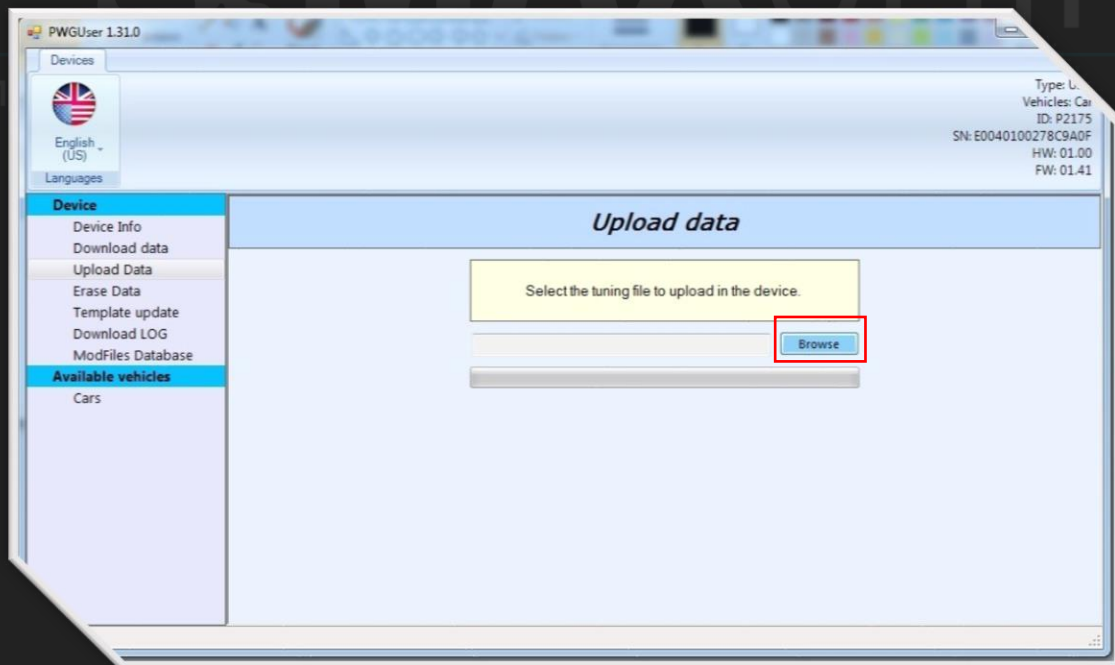 PWGUser 1.31.0
Devices
English
(US)
Languages
Type:
Vehicles: Car
ID: P2175
SN: E0040100278C9A0F
HW: 01.00
FW: 01.41
Device
Device Info
Download data
Upload Data
Erase Data
Template update
Download LOG
ModFiles Database
Available vehicles
Cars
Upload data
Select the tuning file to upload in the device.
Browse